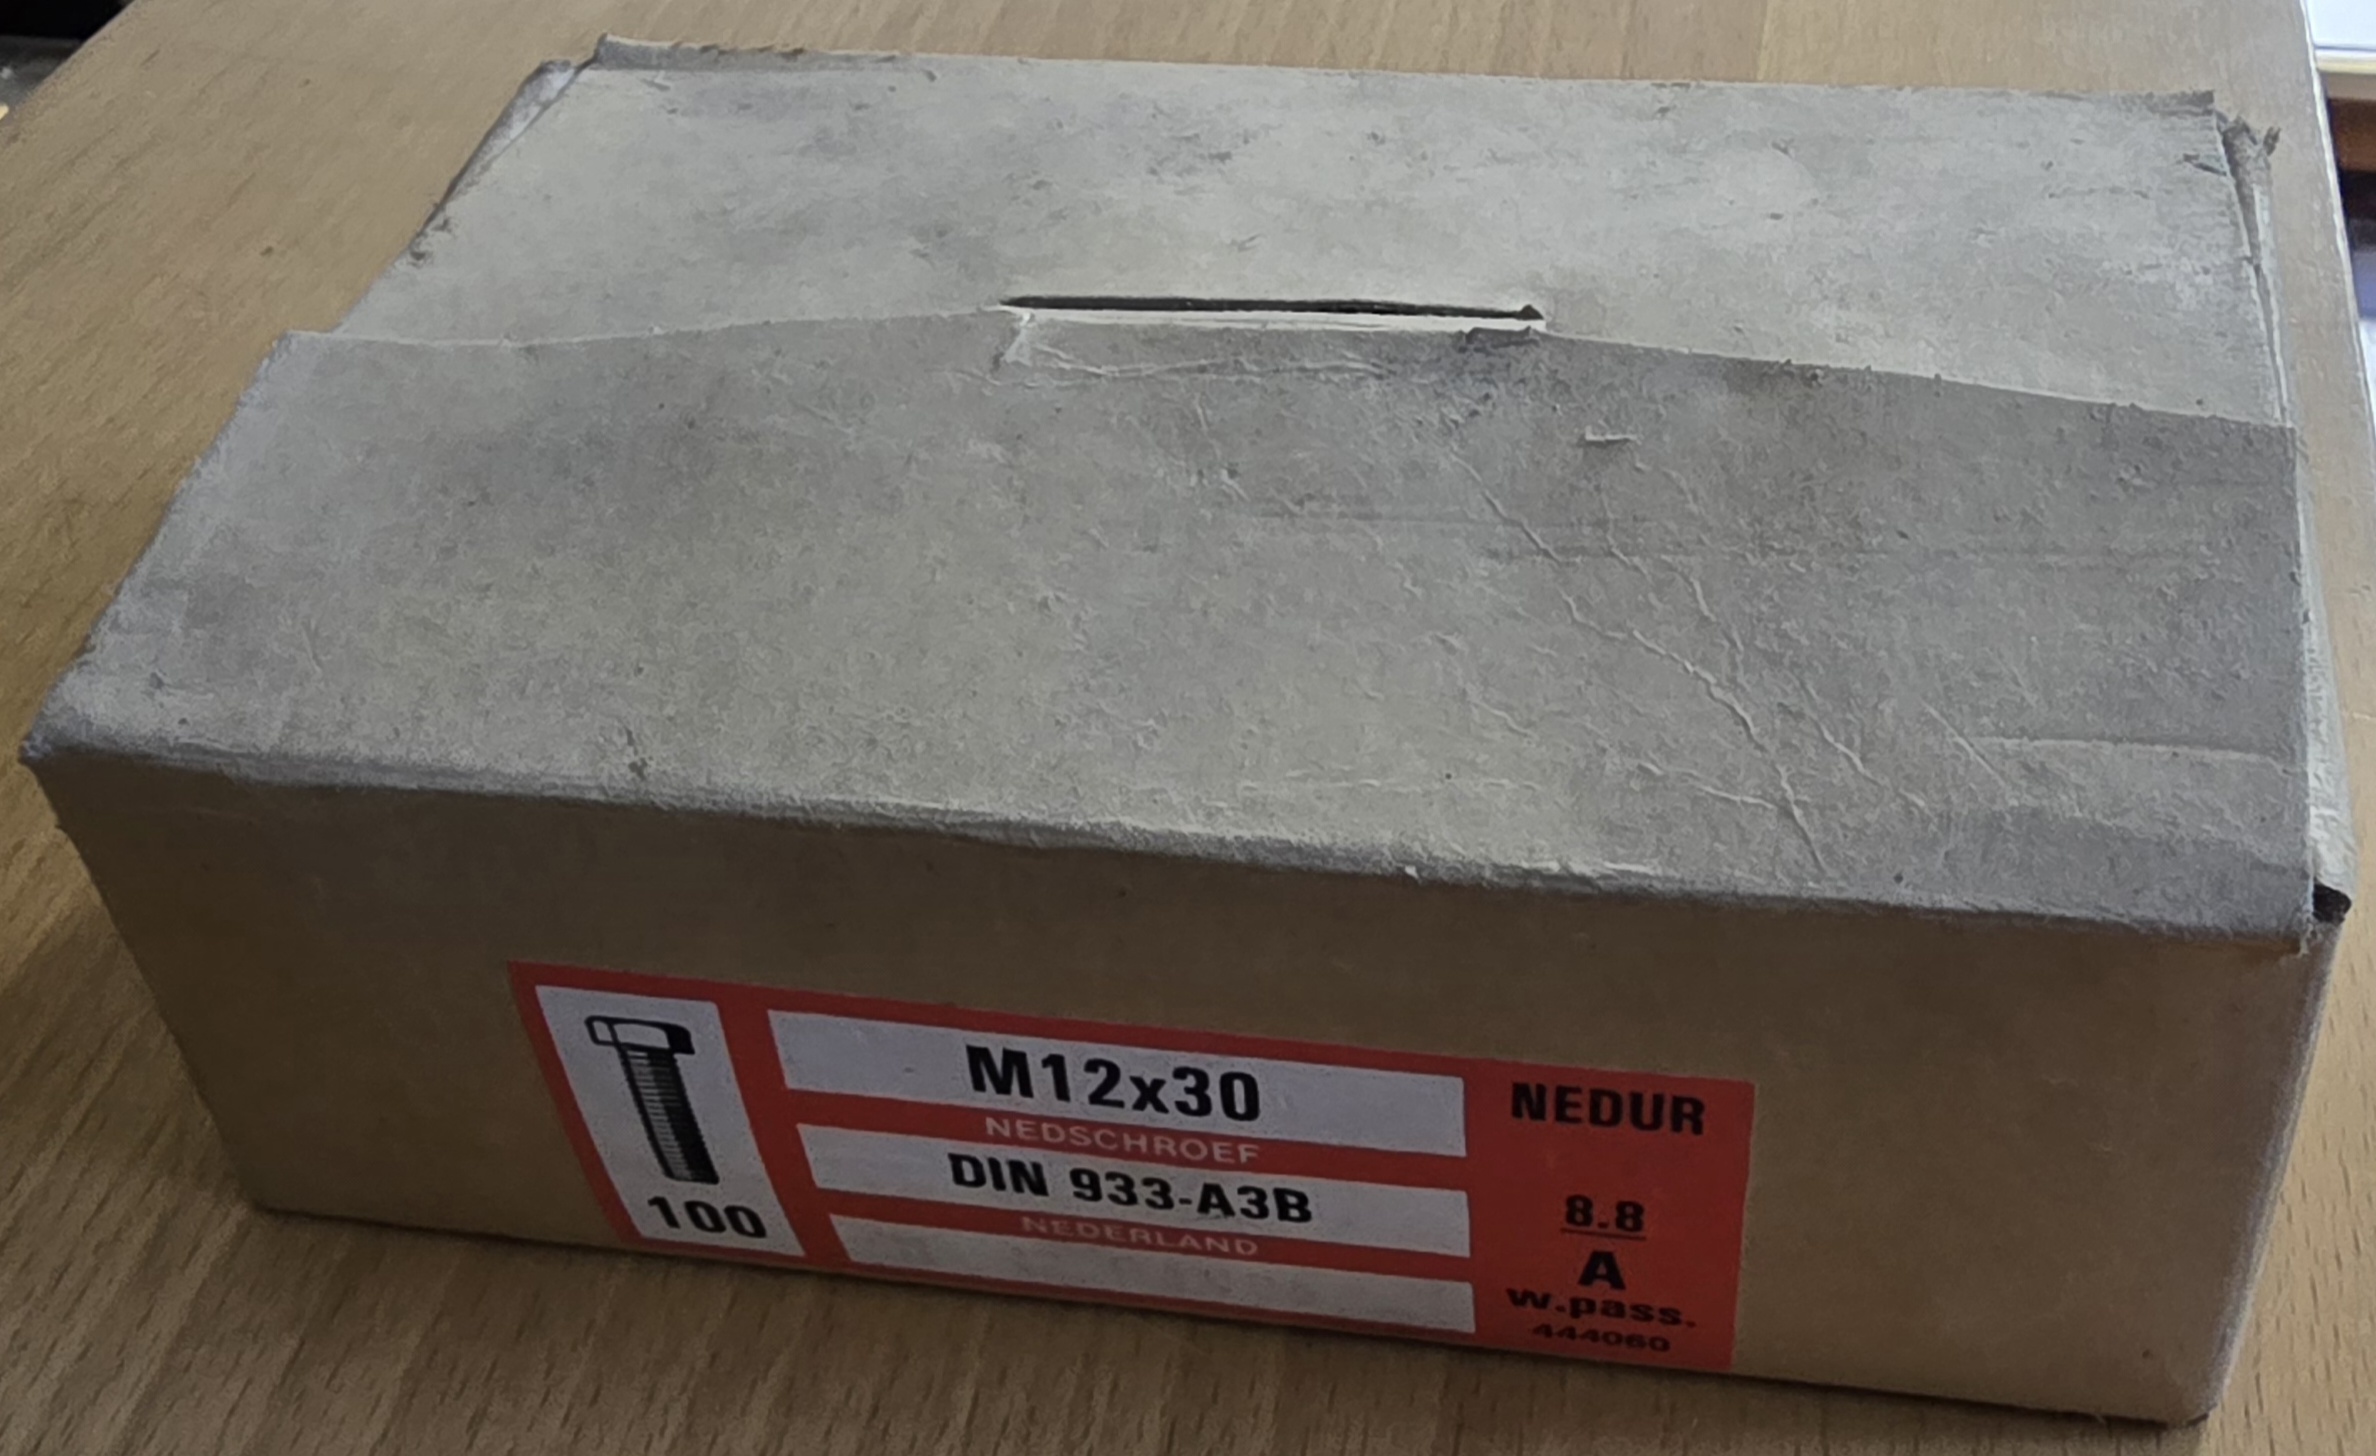 M12x30
NEDSCHROEF
DIN 933-A3B
NEDERLAND
100
NEDUR
8.8
A
w.pass.
444060